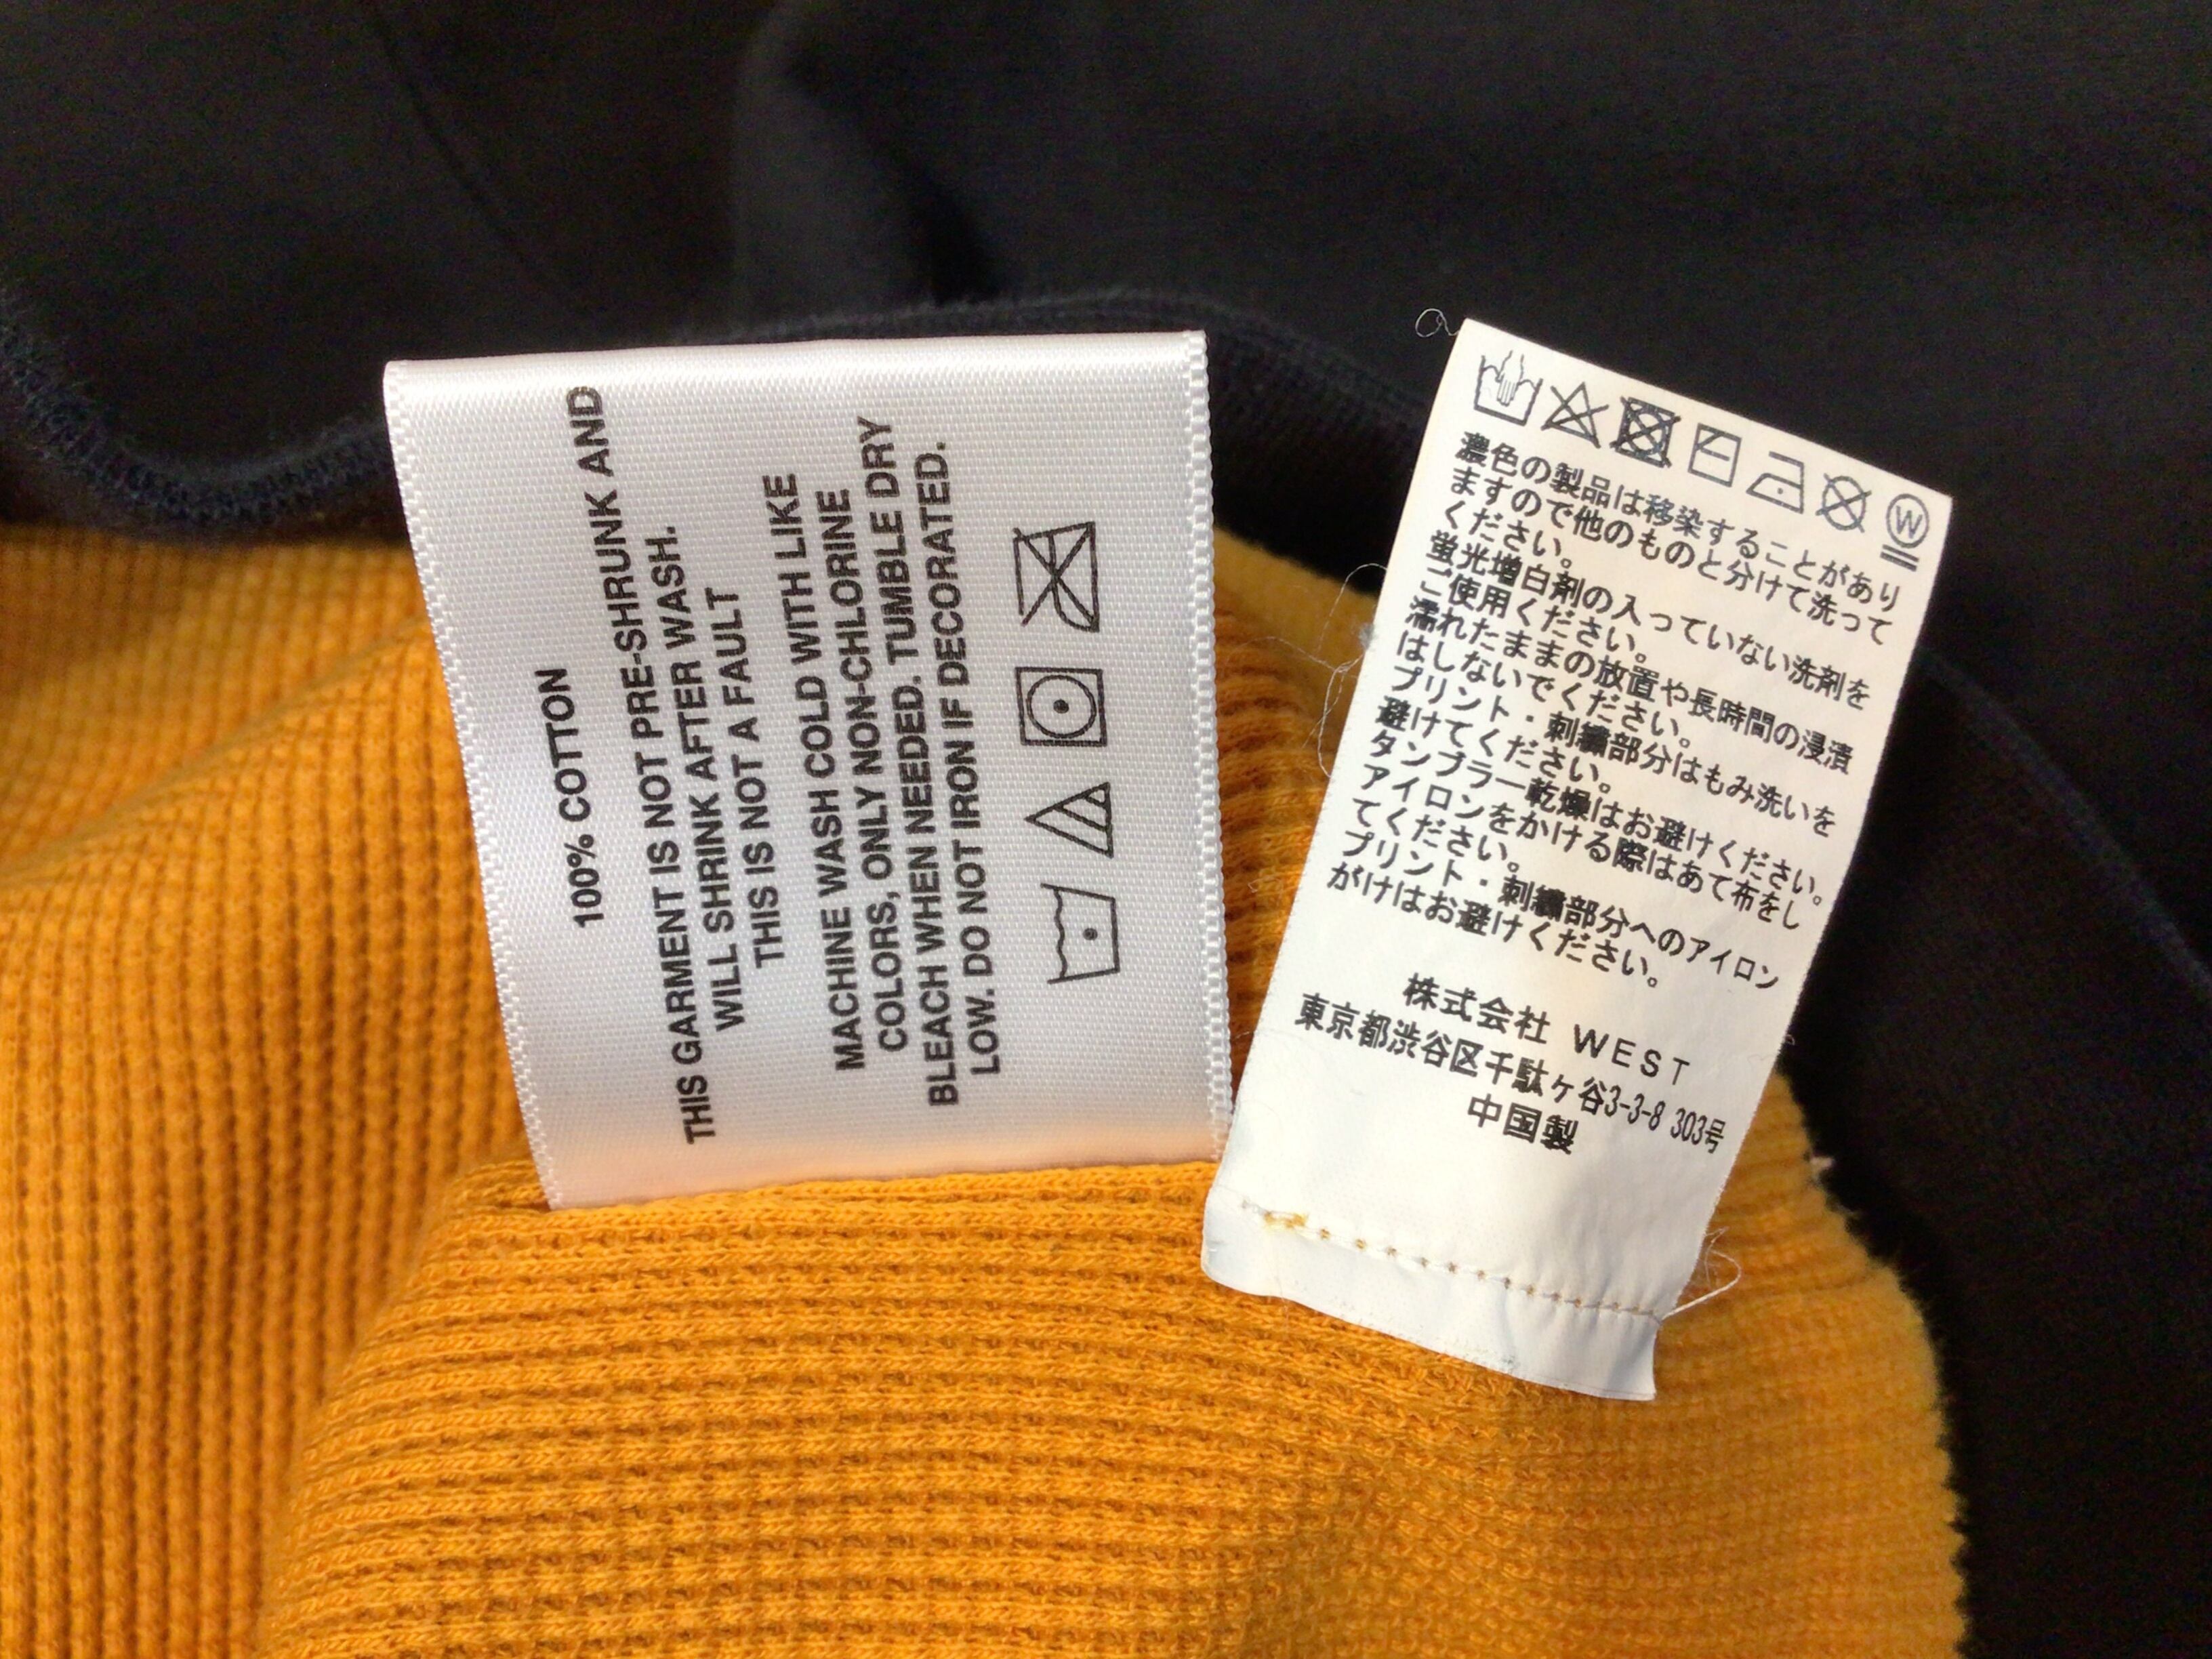 100% COTTON
THIS GARMENT IS NOT PRE-SHRUNK AND
WILL SHRINK AFTER WASH.
THIS IS NOT A FAULT
MACHINE WASH COLD WITH LIKE
COLORS, ONLY NON-CHLORINE
BLEACH WHEN NEEDED. TUMBLE DRY
LOW. DO NOT IRON IF DECORATED.
W
濃色の製品は移染することがあり
ますので他のものと分けて洗って
ください。
蛍光増白剤の入っていない洗剤を
ご使用ください。
濡れたままの放置や長時間の浸漬
はしないでください。
プリント・刺繍部分はもみ洗いを
避けてください。
タンブラー乾燥はお避けください。
アイロンをかける際はあて布をし
てください。
プリント・刺繍部分へのアイロン
がけはお避けください。
株式会社 WEST
東京都渋谷区千駄ヶ谷3-3-8 303号
中国製